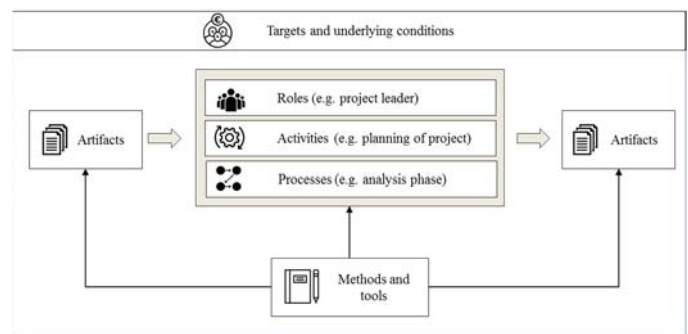 Targets and underlying conditions
Roles (e.g. project leader)
Artifacts
Activities (e.g. planning of project)
Artifacts
Processes (e.g. analysis phase)
Methods and
tools